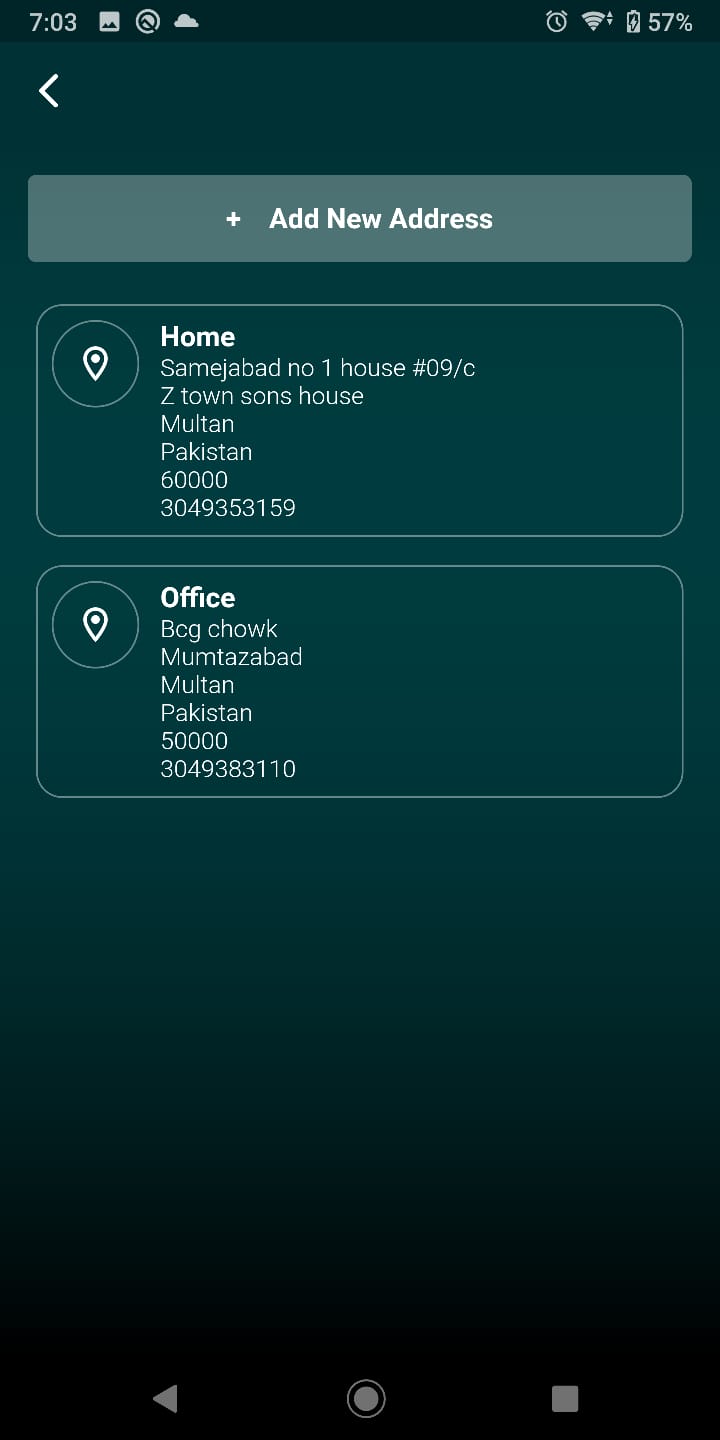 7:03 57%
+ Add New Address
Home
Samejabad no 1 house #09/c
Z town sons house
Multan
Pakistan
60000
3049353159
Office
Bcg chowk
Mumtazabad
Multan
Pakistan
50000
3049383110